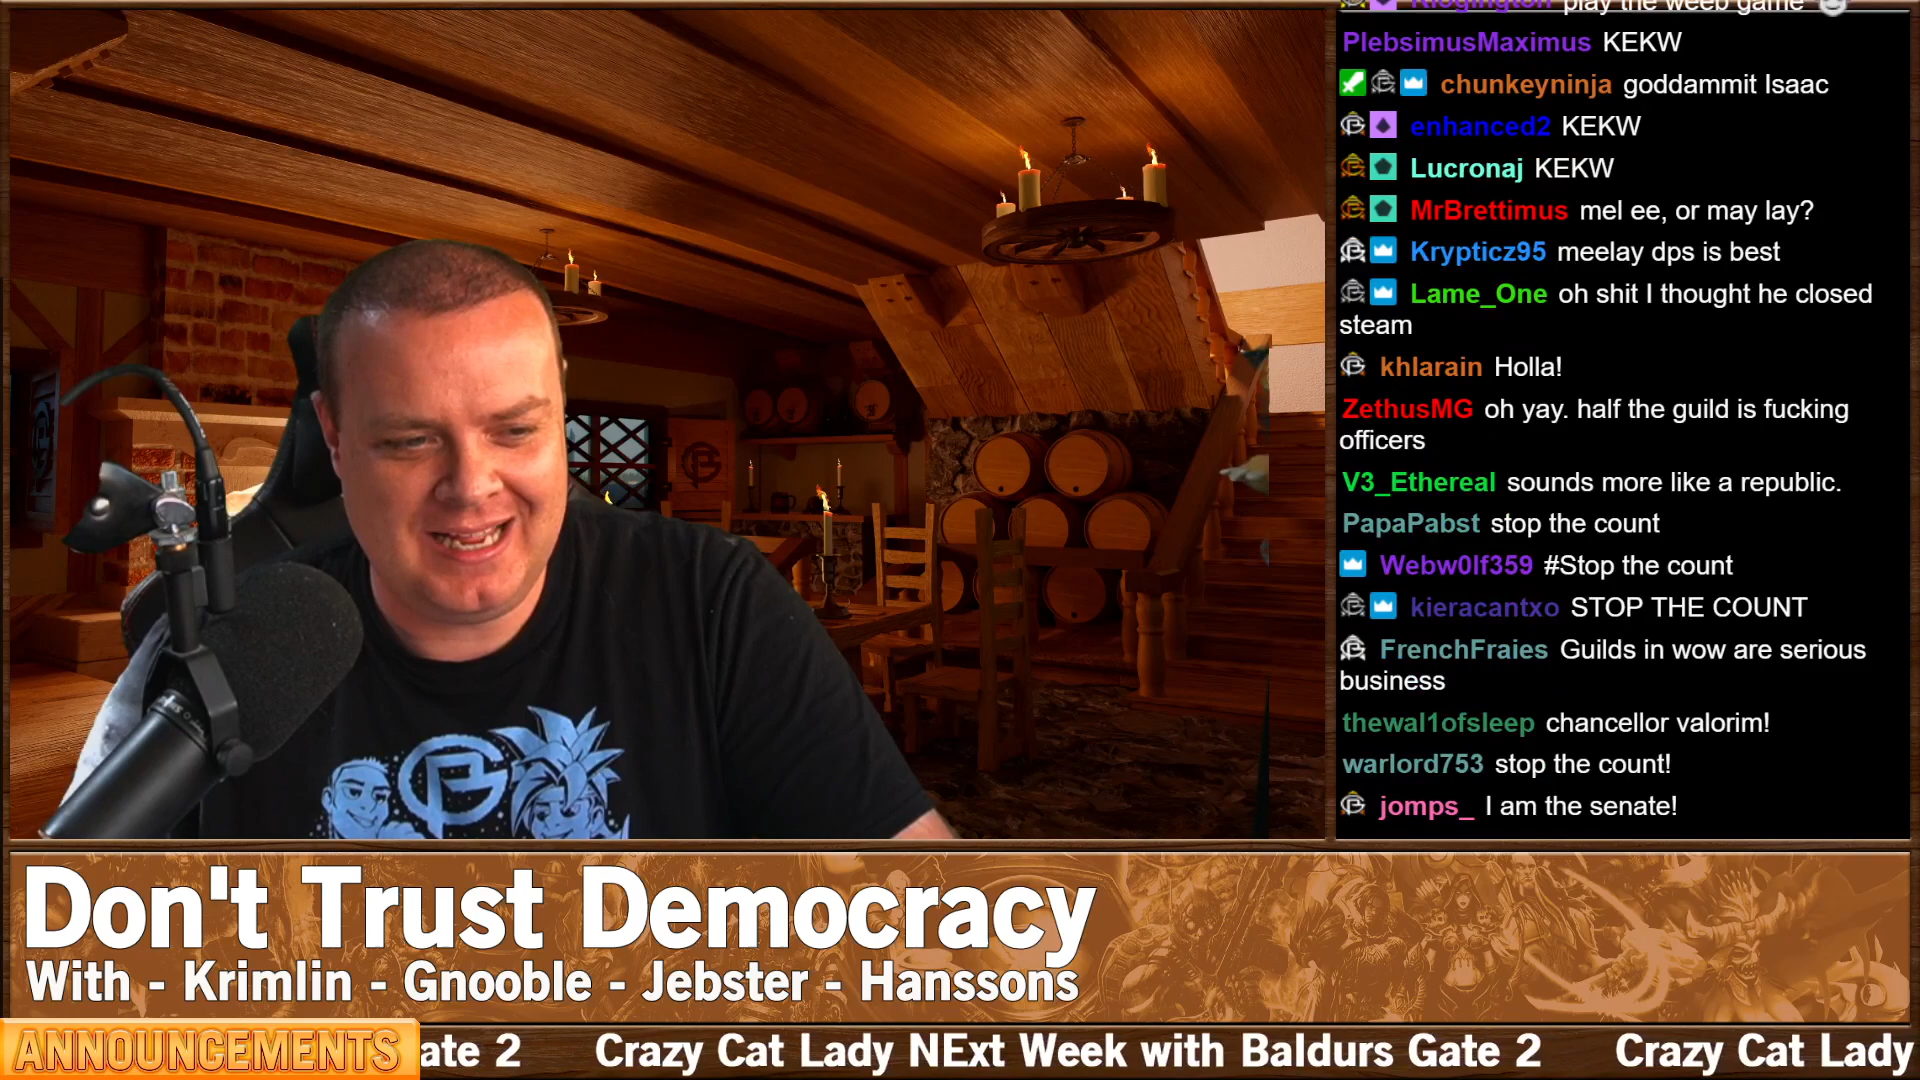 play the weeb game
PlebsimusMaximus KEKW
chunkeyninja goddammit Isaac
enhanced2 KEKW
Lucronaj KEKW
MrBrettimus mel ee, or may lay?
Krypticz95 meelay dps is best
Lame_One oh shit I thought he closed
steam
khlarain Holla!
ZethusMG oh yay. half the guild is fucking
officers
V3_Ethereal sounds more like a republic.
PapaPabst stop the count
Webw0lf359 #Stop the count
kieracantxo STOP THE COUNT
FrenchFraies Guilds in wow are serious
business
thewal1ofsleep chancellor valorim!
warlord753 stop the count!
jomps_ I am the senate!
Don't Trust Democracy
With - Krimlin - Gnooble - Jebster - Hanssons
ANNOUNCEMENTS ate 2 Crazy Cat Lady NExt Week with Baldurs Gate 2 Crazy Cat Lady